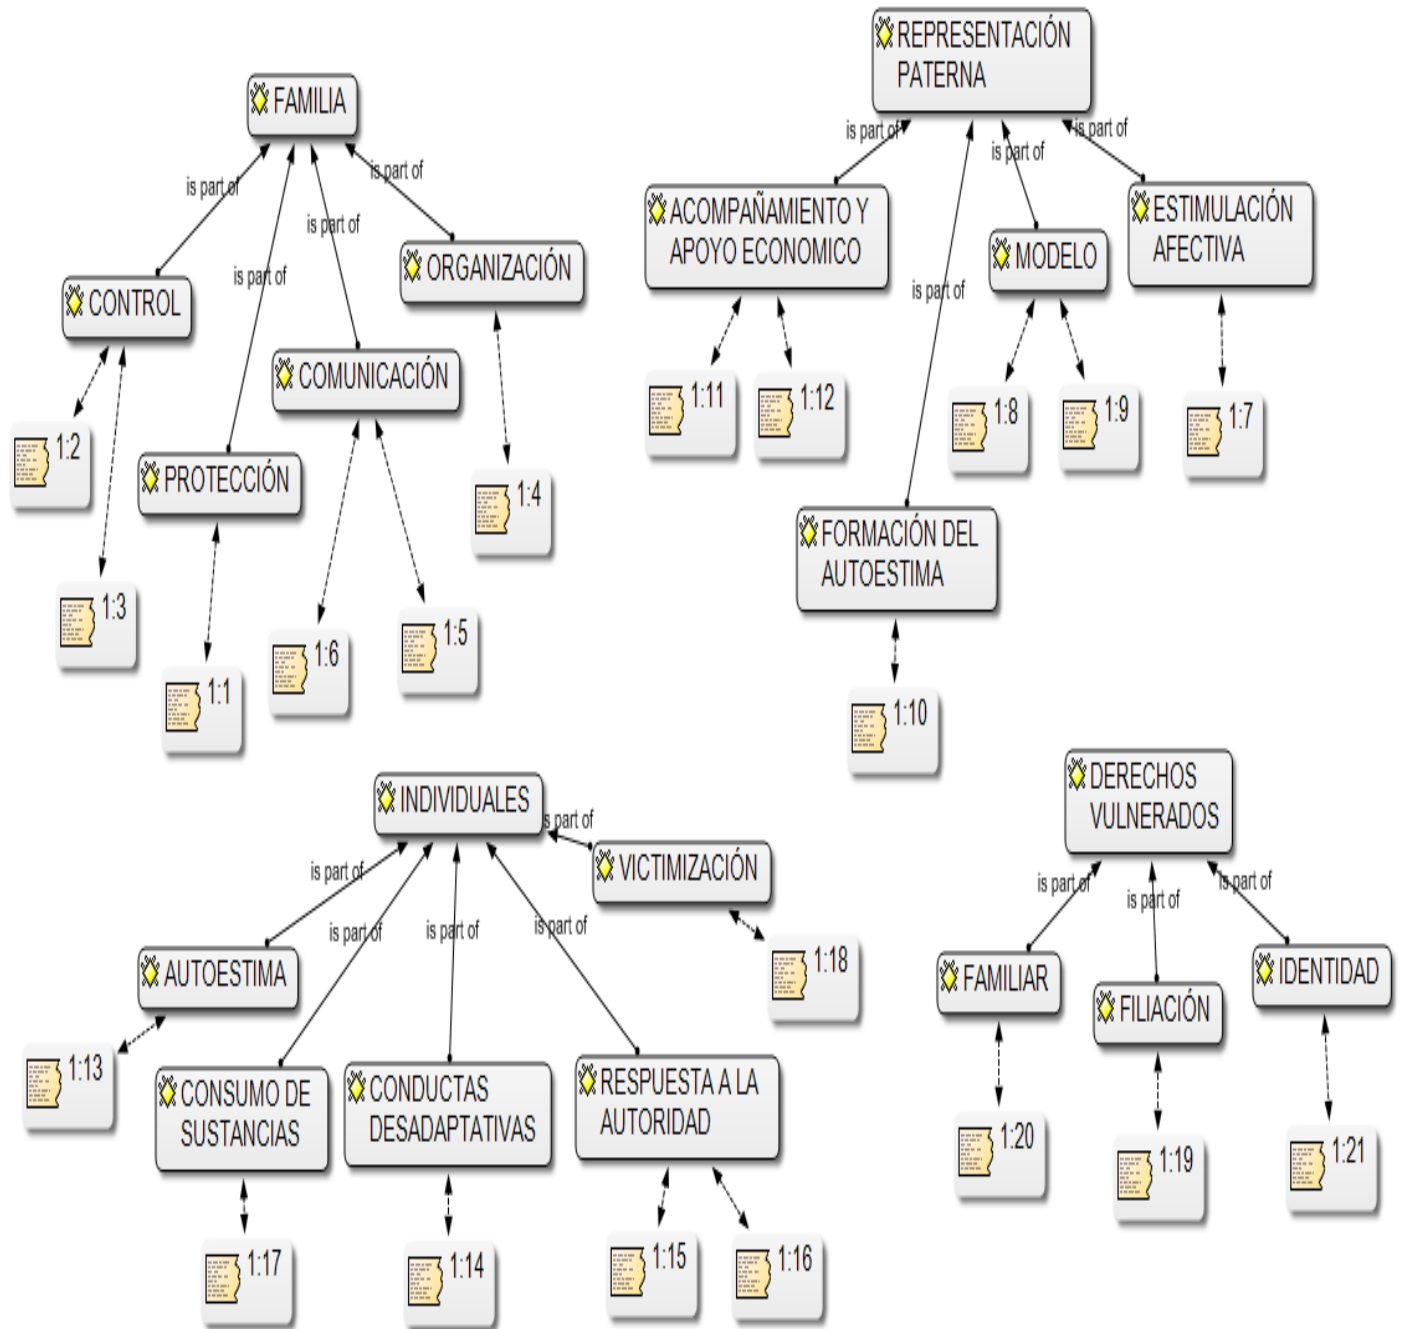 FAMILIA
is part of
is part of
is part of
is part of
CONTROL
ORGANIZACIÓN
COMUNICACIÓN
PROTECCIÓN
1:2
1:3
1:1
1:6
1:5
1:4
REPRESENTACIÓN
PATERNA
is part of
is part of
is part of
is part of
ACOMPAÑAMIENTO Y
APOYO ECONOMICO
MODELO
ESTIMULACIÓN
AFECTIVA
1:11
1:12
1:8
1:9
1:7
FORMACIÓN DEL
AUTOESTIMA
1:10
INDIVIDUALES
s part of
is part of
is part of
is part of
is part of
VICTIMIZACIÓN
1:18
AUTOESTIMA
1:13
CONSUMO DE
SUSTANCIAS
CONDUCTAS
DESADAPTATIVAS
RESPUESTA A LA
AUTORIDAD
1:17
1:14
1:15
1:16
DERECHOS
VULNERADOS
is part of
is part of
is part of
FAMILIAR
FILIACIÓN
IDENTIDAD
1:20
1:19
1:21